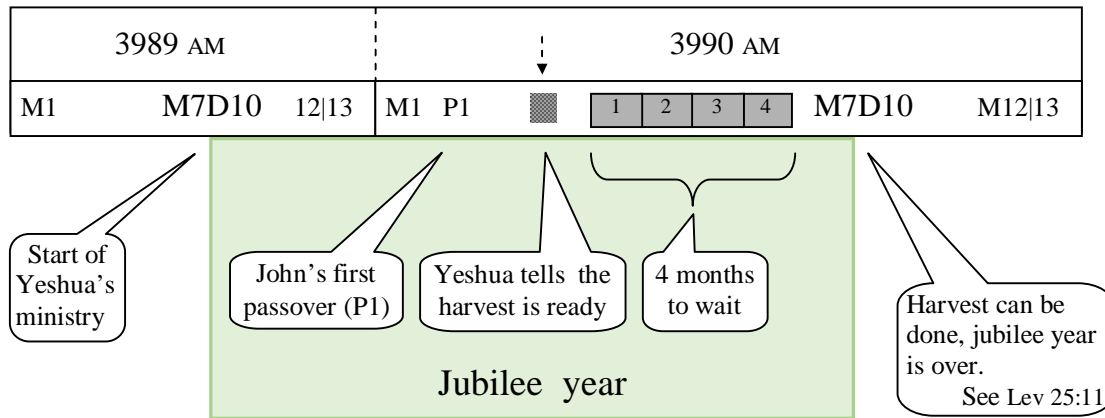 3989 AM 3990 AM
M1 M7D10 12|13 M1 P1 1 2 3 4 M7D10 M12|13
Start of
Yeshua's
ministry
John's first
passover (P1)
Yeshua tells the
harvest is ready
4 months
to wait
Harvest can be
done, jubilee year
is over.
See Lev 25:11
Jubilee year